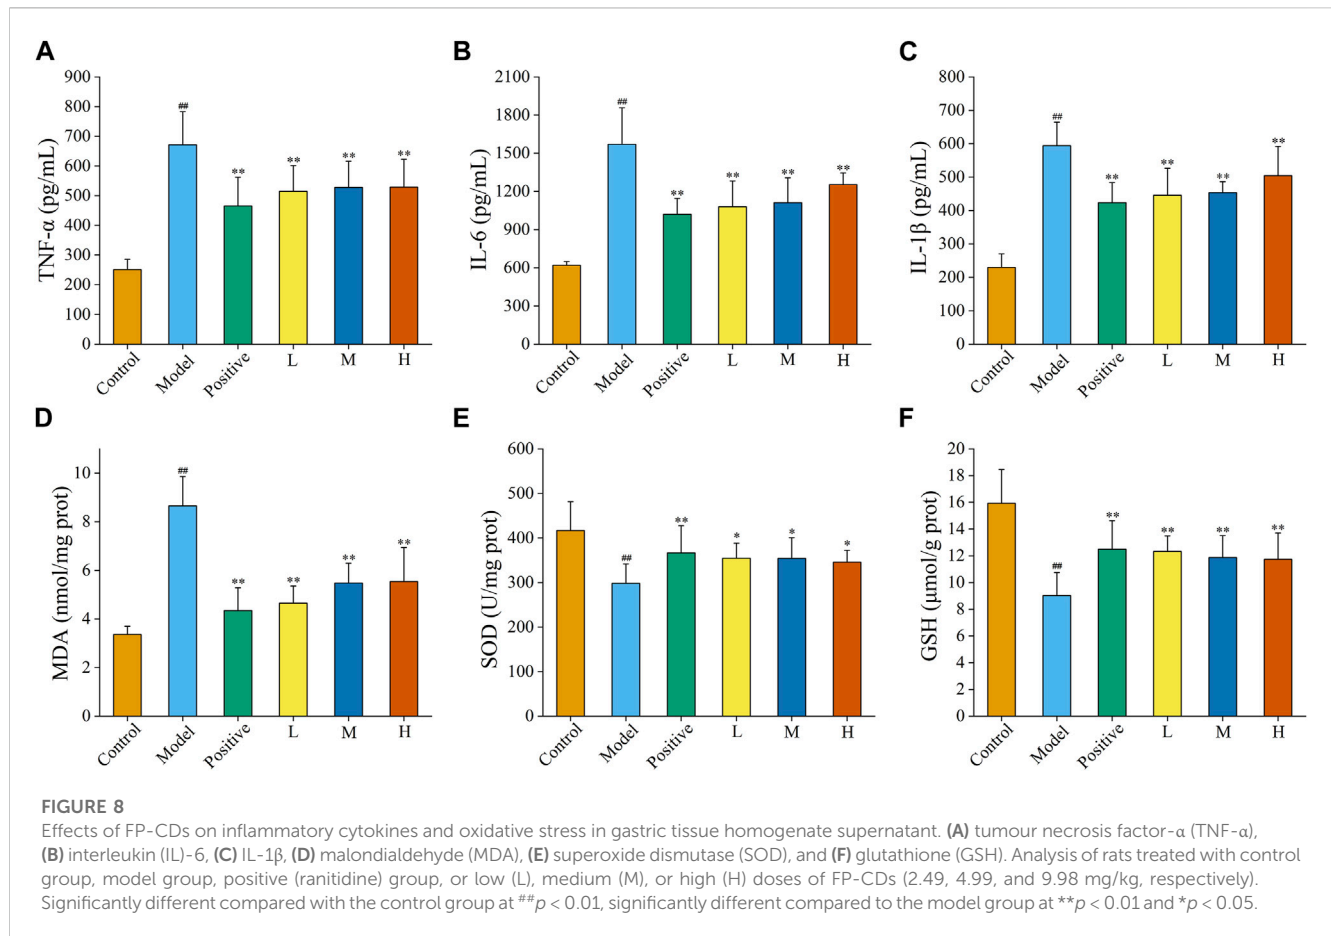 A
900
800
700
600
500
400
300
200
100
0
TNF-α (pg/mL)
##
**
**
**
**
Control
Model
Positive
L
M
H
B
2100
1800
1500
1200
900
600
300
0
IL-6 (pg/mL)
##
**
**
**
**
Control
Model
Positive
L
M
H
C
800
700
600
500
400
300
200
100
0
IL-1β (pg/mL)
##
**
**
**
**
Control
Model
Positive
L
M
H
D
10
8
6
4
2
0
MDA (nmol/mg prot)
##
**
**
**
**
Control
Model
Positive
L
M
H
E
600
500
400
300
200
100
0
SOD (U/mg prot)
##
**
*
*
*
Control
Model
Positive
L
M
H
F
20
18
16
14
12
10
8
6
4
2
0
GSH (μmol/g prot)
##
**
**
**
**
Control
Model
Positive
L
M
H
FIGURE 8
Effects of FP-CDs on inflammatory cytokines and oxidative stress in gastric tissue homogenate supernatant. (A) tumour necrosis factor-α (TNF-α),
(B) interleukin (IL)-6, (C) IL-1β, (D) malondialdehyde (MDA), (E) superoxide dismutase (SOD), and (F) glutathione (GSH). Analysis of rats treated with control
group, model group, positive (ranitidine) group, or low (L), medium (M), or high (H) doses of FP-CDs (2.49, 4.99, and 9.98 mg/kg, respectively).
Significantly different compared with the control group at ##p < 0.01, significantly different compared to the model group at **p < 0.01 and *p < 0.05.